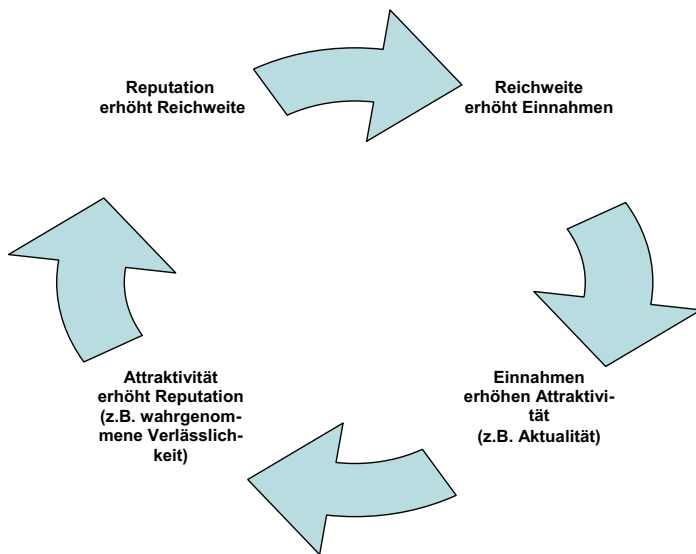 Reputation
erhöht Reichweite
Reichweite
erhöht Einnahmen
Einnahmen
erhöhen Attraktivi-
tät
(z.B. Aktualität)
Attraktivität
erhöht Reputation
(z.B. wahrgenom-
mene Verlässlich-
keit)